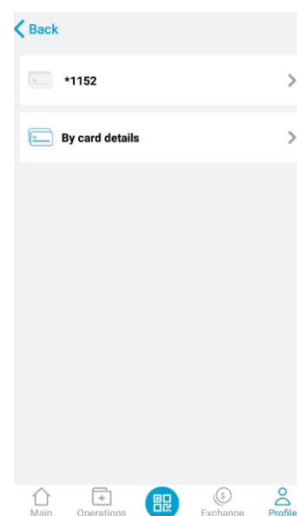 Back
*1152
By card details
Main
Operations
Exchange
Profile